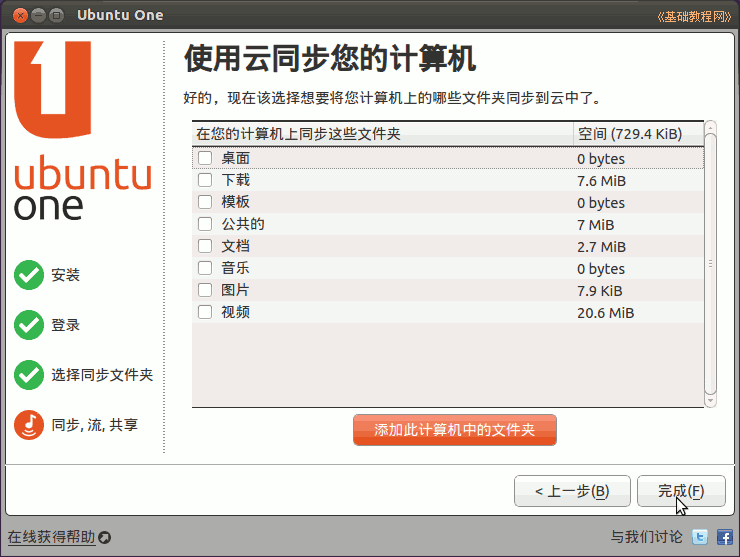 Ubuntu One
《基础教程网》
使用云同步您的计算机
好的，现在该选择想要将您计算机上的哪些文件夹同步到云中了。
ubuntu
one
安装
登录
选择同步文件夹
同步, 流, 共享
在您的计算机上同步这些文件夹 空间 (729.4 KiB)
桌面 0 bytes
下载 7.6 MiB
模板 0 bytes
公共的 7 MiB
文档 2.7 MiB
音乐 0 bytes
图片 7.9 KiB
视频 20.6 MiB
添加此计算机中的文件夹
< 上一步(B) 完成(F)
在线获得帮助 与我们讨论